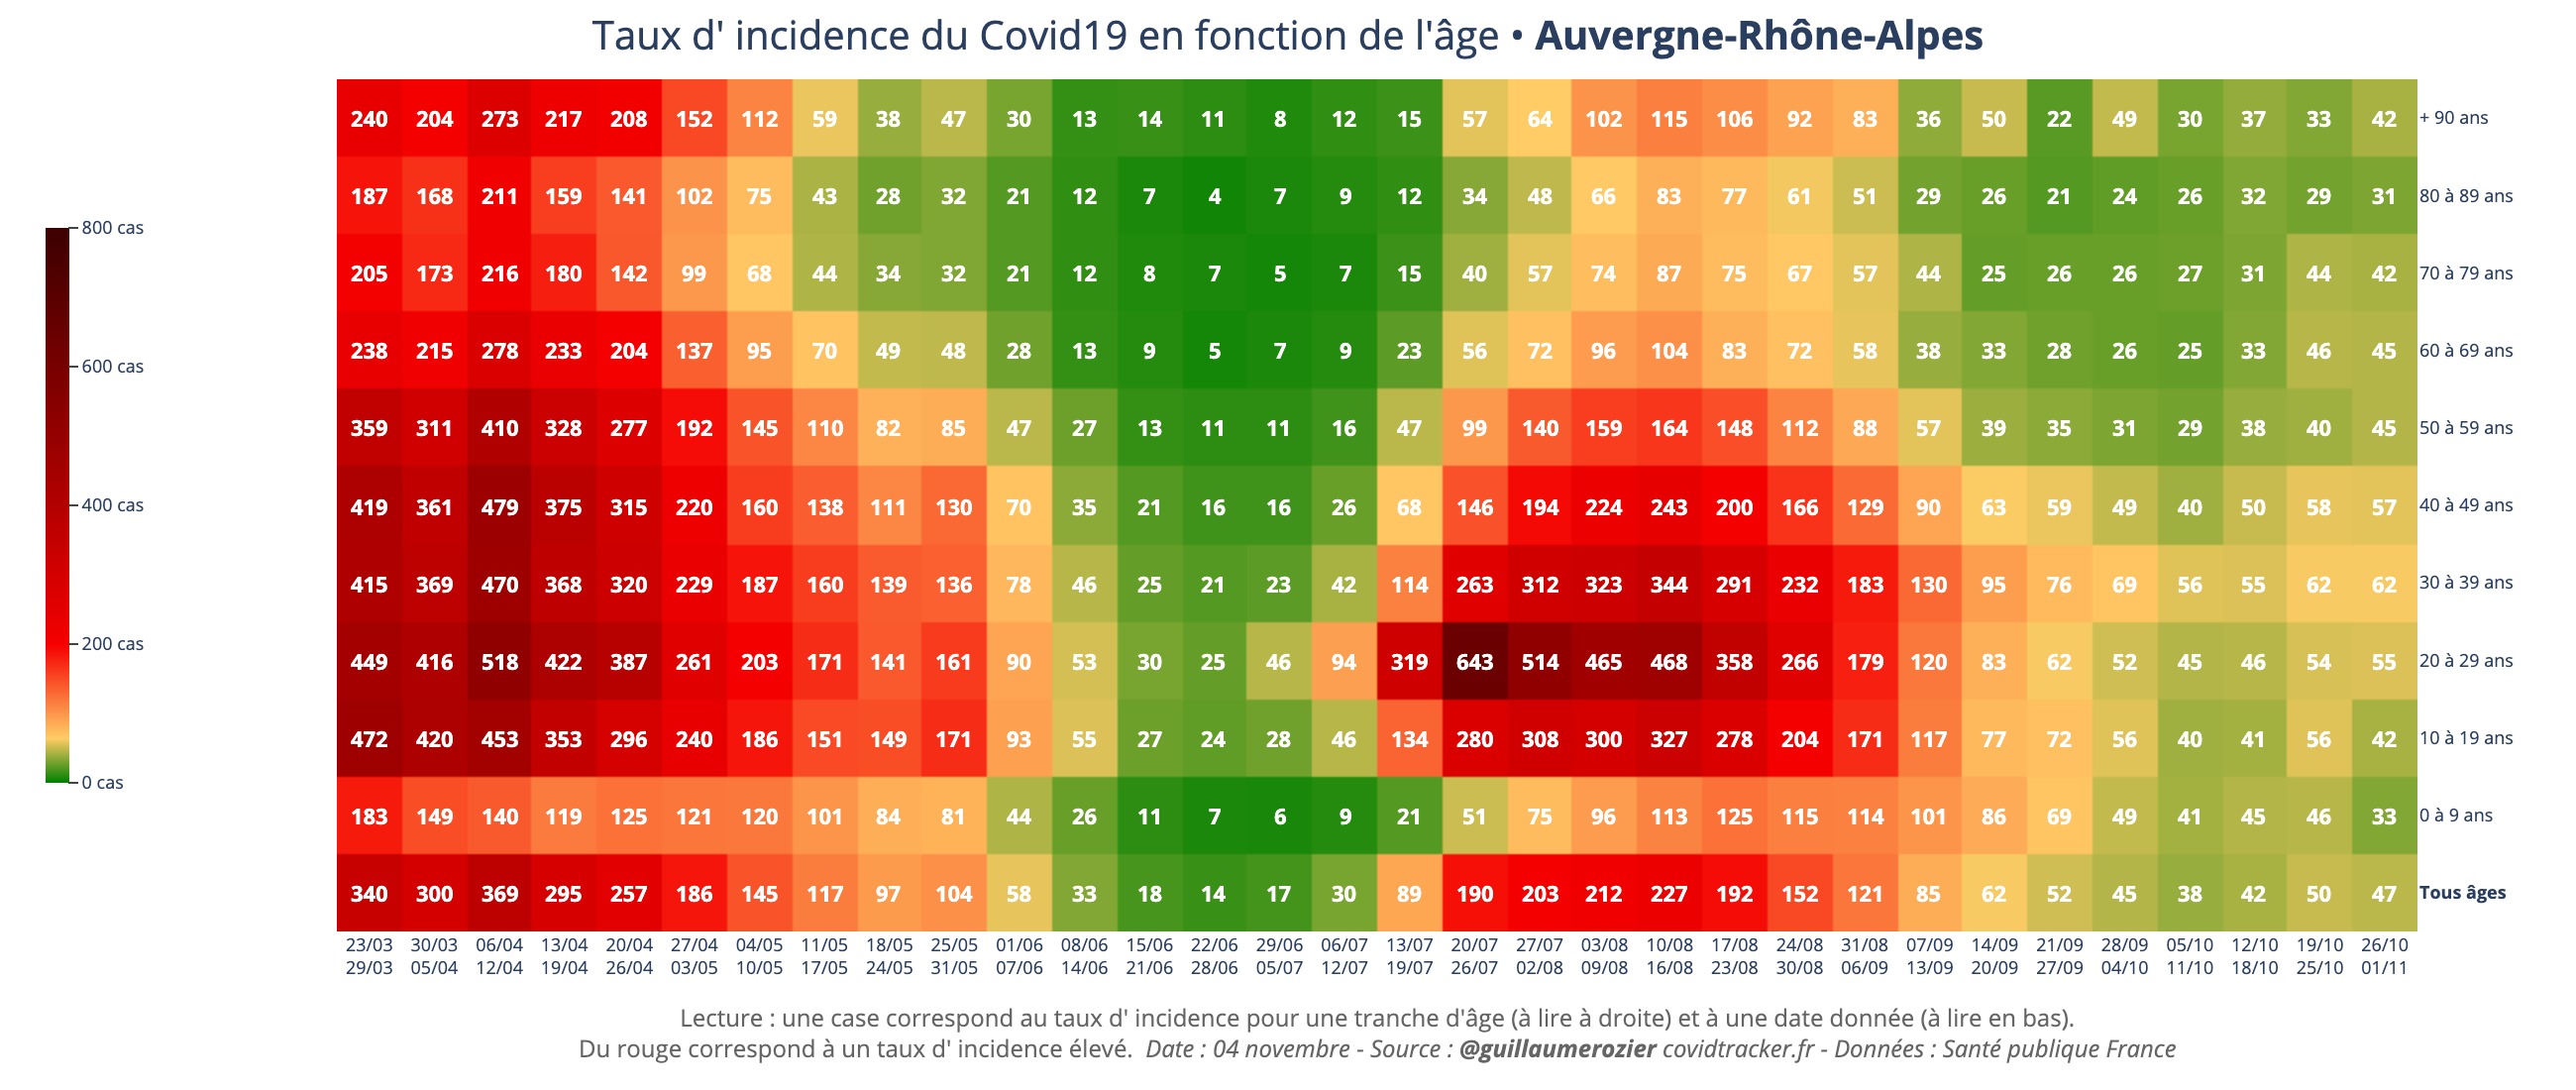 Taux d' incidence du Covid19 en fonction de l'âge • Auvergne-Rhône-Alpes
800 cas
600 cas
400 cas
200 cas
0 cas
240 204 273 217 208 152 112 59 38 47 30 13 14 11 8 12 15 57 64 102 115 106 92 83 36 50 22 49 30 37 33 42 + 90 ans
187 168 211 159 141 102 75 43 28 32 21 12 7 4 7 9 12 34 48 66 83 77 61 51 29 26 21 24 26 32 29 31 80 à 89 ans
205 173 216 180 142 99 68 44 34 32 21 12 8 7 5 7 15 40 57 74 87 75 67 57 44 25 26 26 27 31 44 42 70 à 79 ans
238 215 278 233 204 137 95 70 49 48 28 13 9 5 7 9 23 56 72 96 104 83 72 58 38 33 28 26 25 33 46 45 60 à 69 ans
359 311 410 328 277 192 145 110 82 85 47 27 13 11 11 16 47 99 140 159 164 148 112 88 57 39 35 31 29 38 40 45 50 à 59 ans
419 361 479 375 315 220 160 138 111 130 70 35 21 16 16 26 68 146 194 224 243 200 166 129 90 63 59 49 40 50 58 57 40 à 49 ans
415 369 470 368 320 229 187 160 139 136 78 46 25 21 23 42 114 263 312 323 344 291 232 183 130 95 76 69 56 55 62 62 30 à 39 ans
449 416 518 422 387 261 203 171 141 161 90 53 30 25 46 94 319 643 514 465 468 358 266 179 120 83 62 52 45 46 54 55 20 à 29 ans
472 420 453 353 296 240 186 151 149 171 93 55 27 24 28 46 134 280 308 300 327 278 204 171 117 77 72 56 40 41 56 42 10 à 19 ans
183 149 140 119 125 121 120 101 84 81 44 26 11 7 6 9 21 51 75 96 113 125 115 114 101 86 69 49 41 45 46 33 0 à 9 ans
340 300 369 295 257 186 145 117 97 104 58 33 18 14 17 30 89 190 203 212 227 192 152 121 85 62 52 45 38 42 50 47 Tous âges
23/03 30/03 06/04 13/04 20/04 27/04 04/05 11/05 18/05 25/05 01/06 08/06 15/06 22/06 29/06 06/07 13/07 20/07 27/07 03/08 10/08 17/08 24/08 31/08 07/09 14/09 21/09 28/09 05/10 12/10 19/10 26/10
29/03 05/04 12/04 19/04 26/04 03/05 10/05 17/05 24/05 31/05 07/06 14/06 21/06 28/06 05/07 12/07 19/07 26/07 02/08 09/08 16/08 23/08 30/08 06/09 13/09 20/09 27/09 04/10 11/10 18/10 25/10 01/11
Lecture : une case correspond au taux d' incidence pour une tranche d'âge (à lire à droite) et à une date donnée (à lire en bas).
Du rouge correspond à un taux d' incidence élevé. Date : 04 novembre - Source : @guillaumerozier covidtracker.fr - Données : Santé publique France